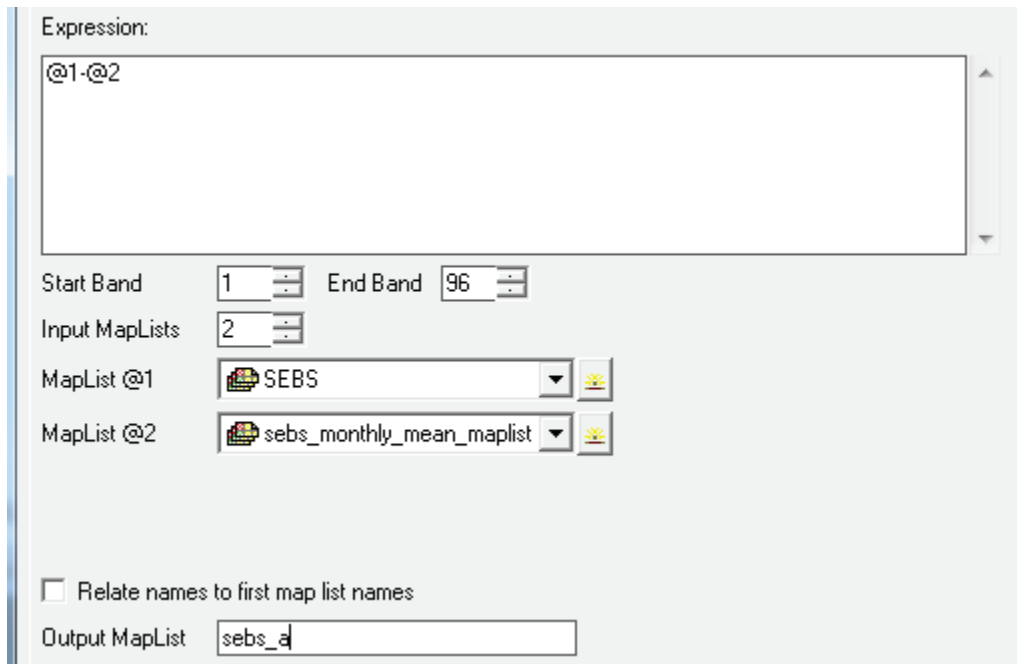 Expression:
@1-@2
Start Band 1 End Band 96
Input MapLists 2
MapList @1 SEBS
MapList @2 sebs_monthly_mean_maplist
Relate names to first map list names
Output MapList sebs_a